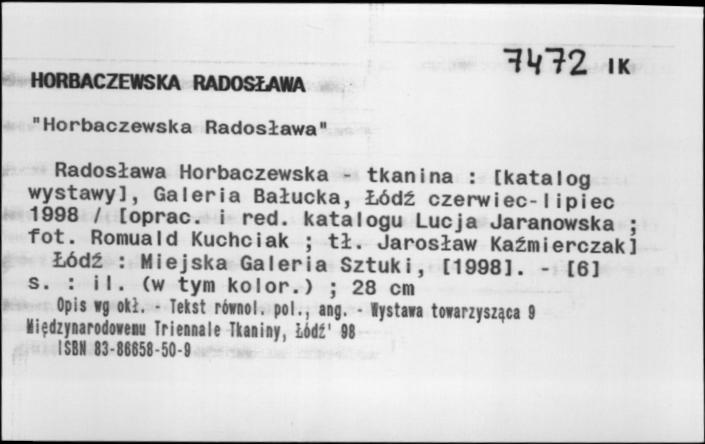 7472 IK
HORBACZEWSKA RADOSŁAWA
"Horbaczewska Radosława"
Radosława Horbaczewska - tkanina : [katalog
wystawy], Galeria Bałucka, Łódź czerwiec-lipiec
1998 / [oprac. i red. katalogu Lucja Jaranowska ;
fot. Romuald Kuchciak ; tł. Jarosław Kaźmierczak]
Łódź : Miejska Galeria Sztuki, [1998]. - [6]
s. : il. (w tym kolor.) ; 28 cm
Opis wg okł. - Tekst równol. pol., ang. - Wystawa towarzysząca 9
Międzynarodowemu Triennale Tkaniny, Łódź' 98
ISBN 83-86658-50-9